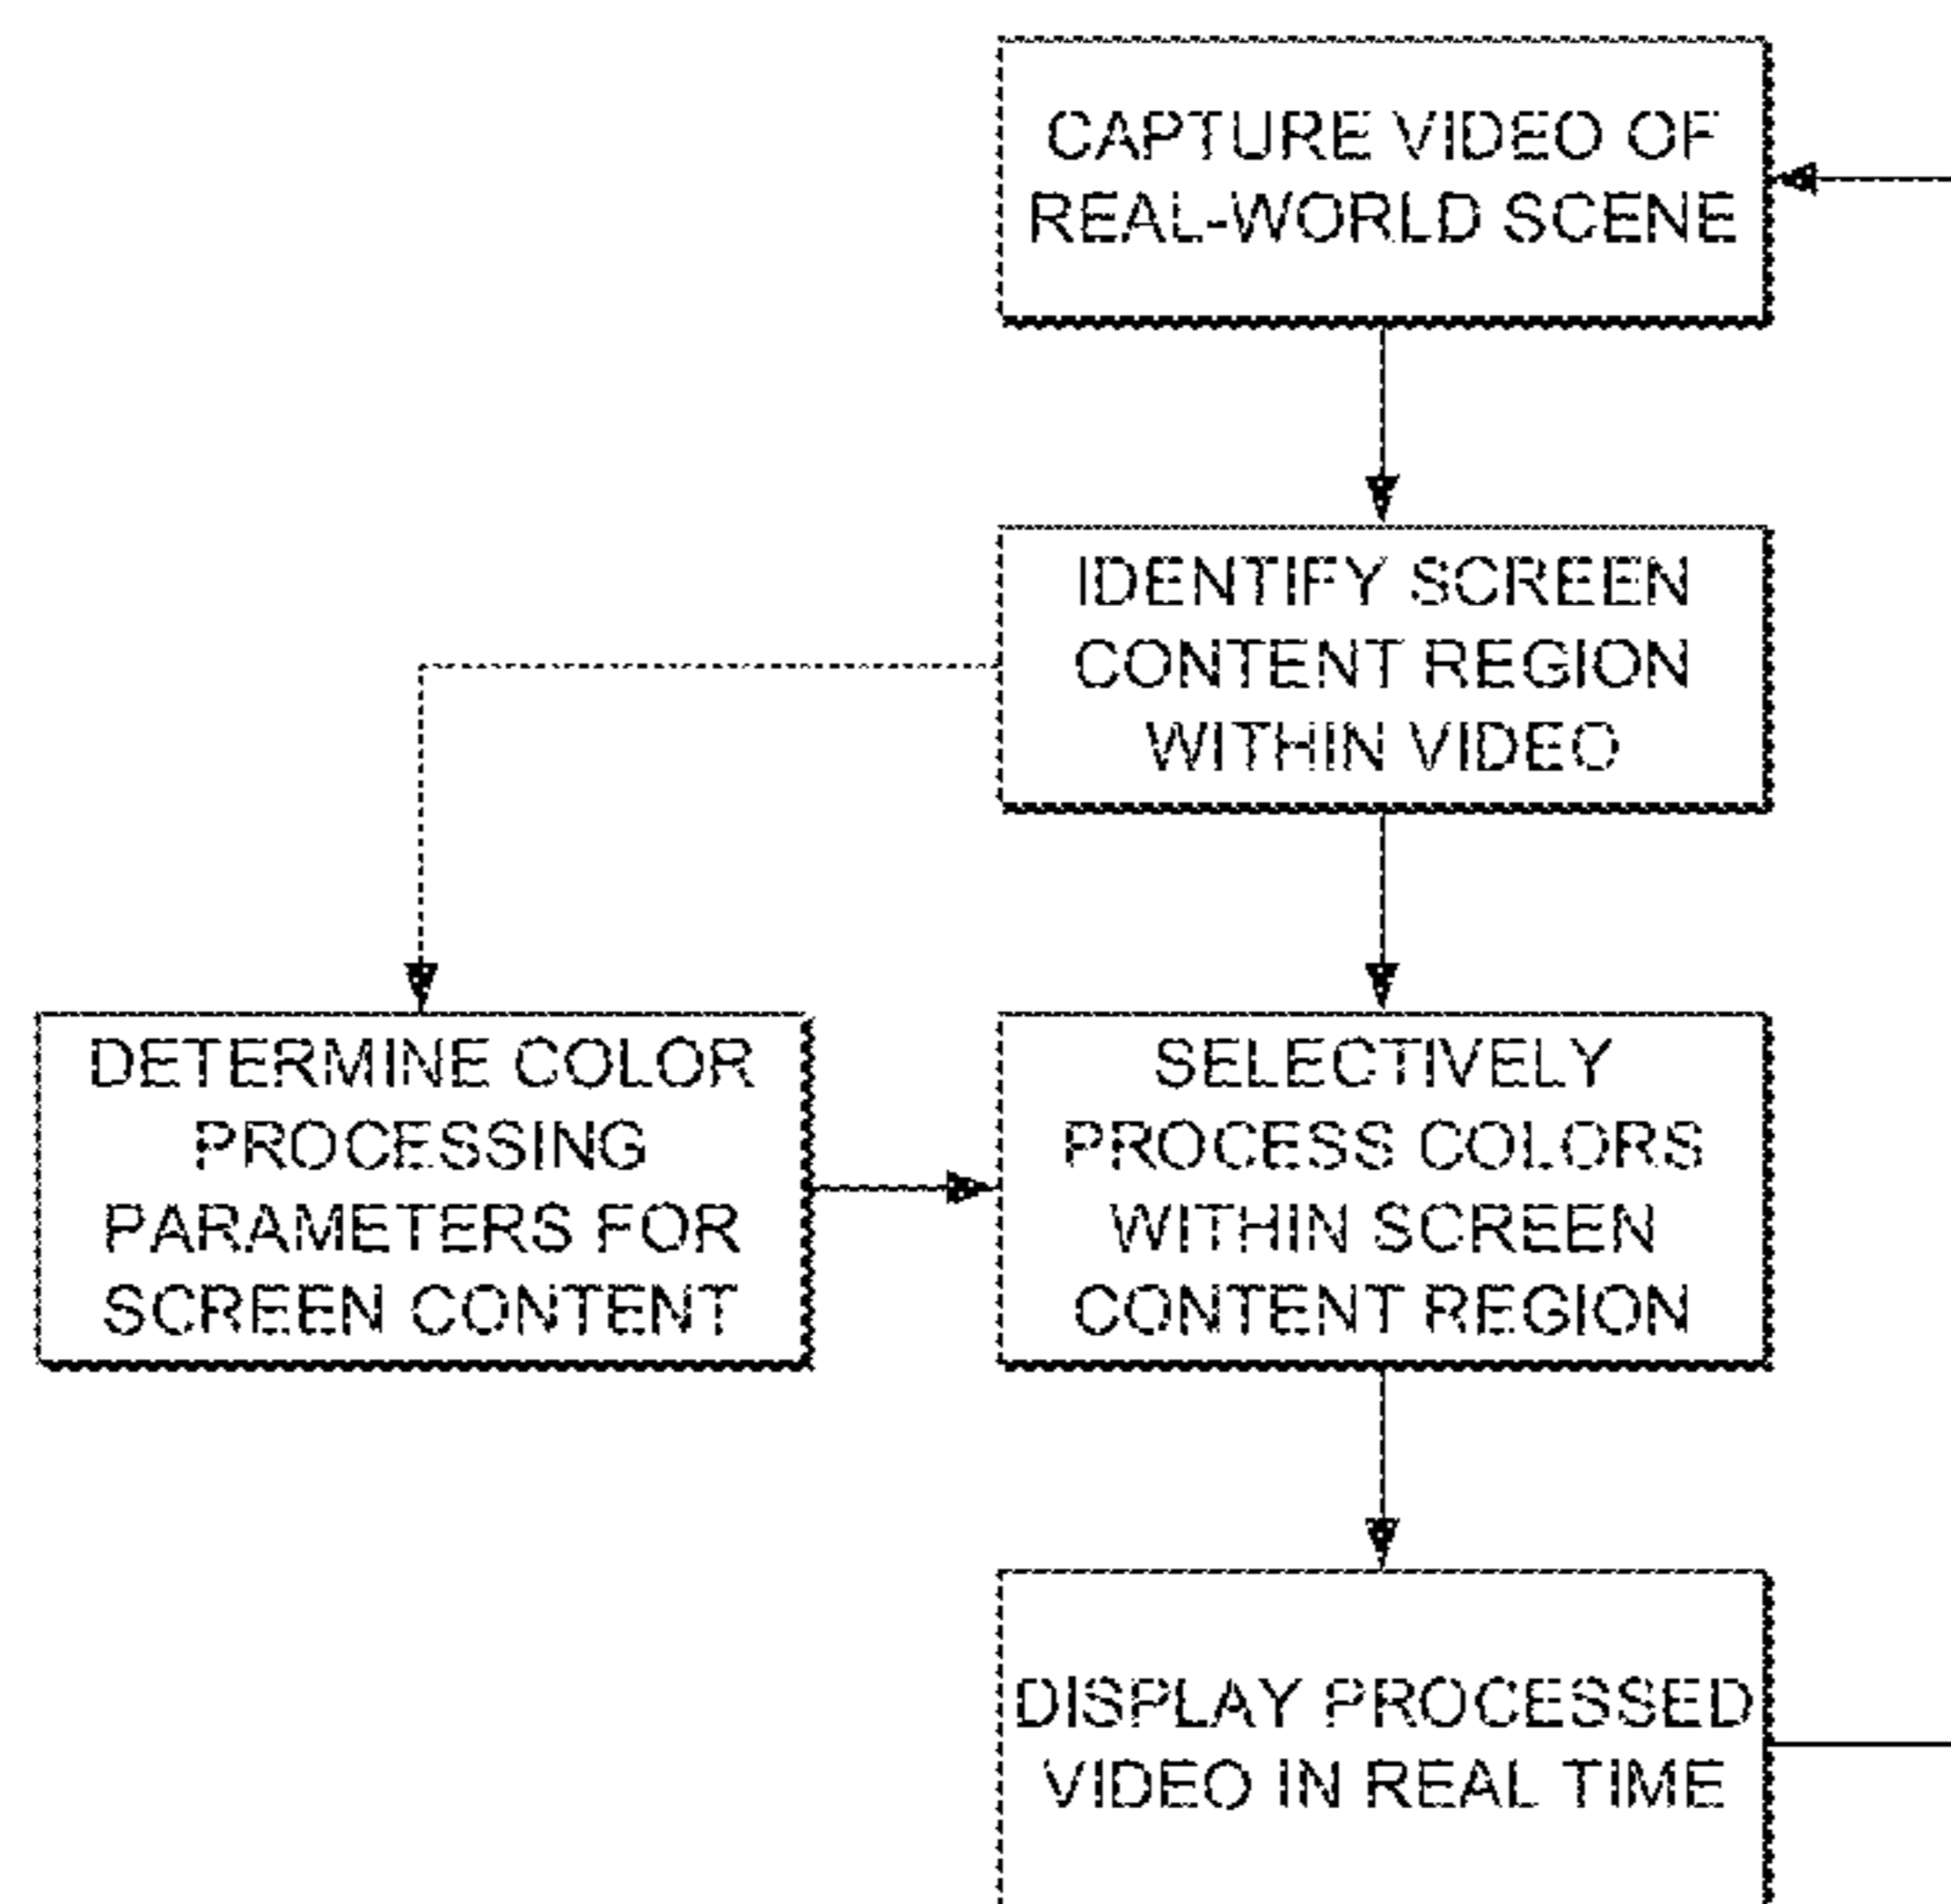 CAPTURE VIDEO OF
REAL-WORLD SCENE
IDENTIFY SCREEN
CONTENT REGION
WITHIN VIDEO
DETERMINE COLOR
PROCESSING
PARAMETERS FOR
SCREEN CONTENT
SELECTIVELY
PROCESS COLORS
WITHIN SCREEN
CONTENT REGION
DISPLAY PROCESSED
VIDEO IN REAL TIME